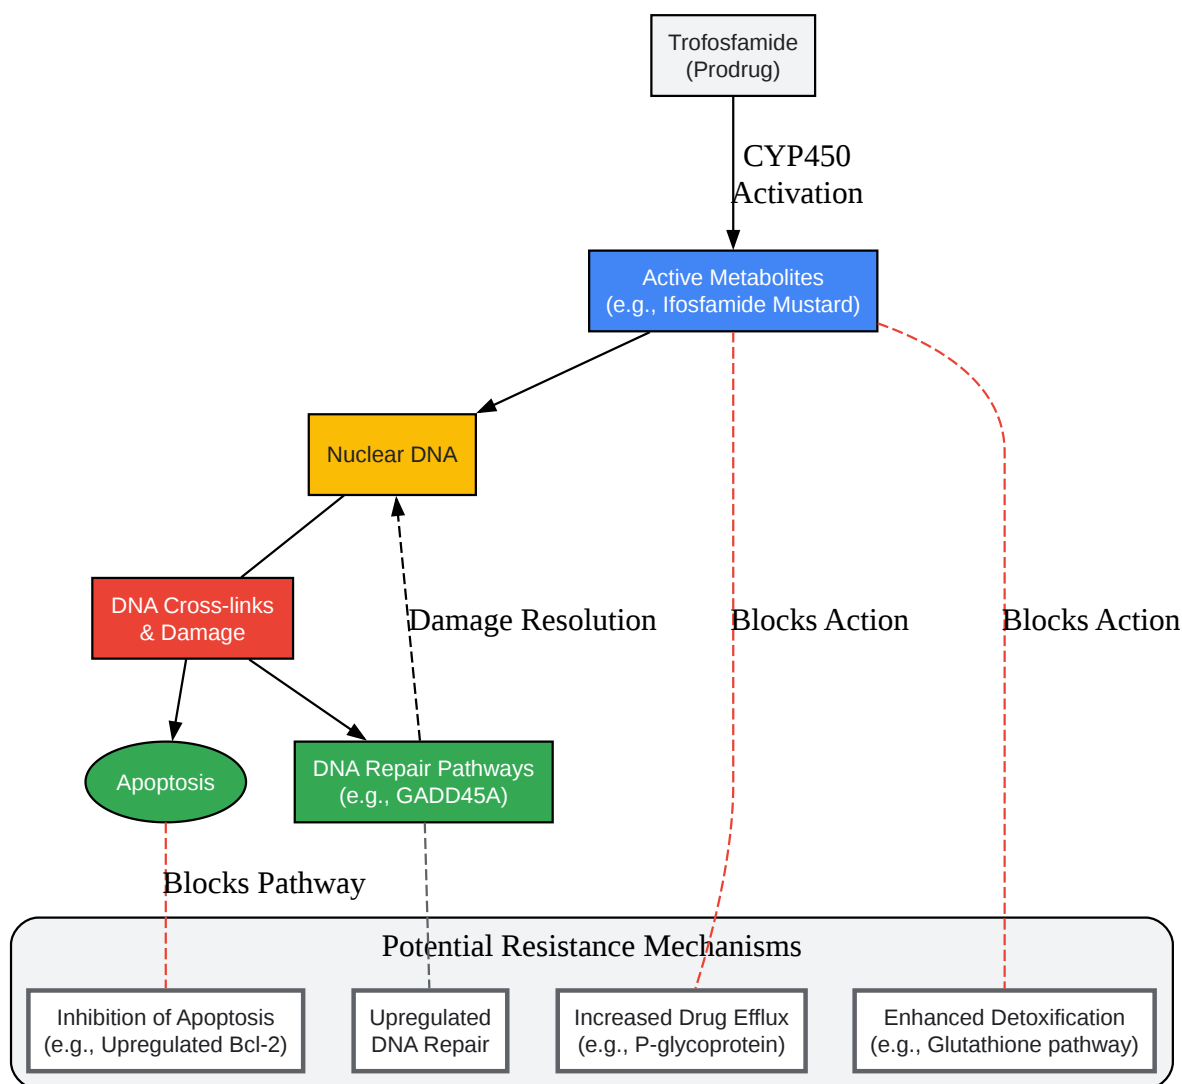 Trofosfamide
(Prodrug)
CYP450
Activation
Active Metabolites
(e.g., Ifosfamide Mustard)
Nuclear DNA
DNA Cross-links
& Damage
Damage Resolution
Blocks Action
Blocks Action
Apoptosis
DNA Repair Pathways
(e.g., GADD45A)
Blocks Pathway
Potential Resistance Mechanisms
Inhibition of Apoptosis
(e.g., Upregulated Bcl-2)
Upregulated
DNA Repair
Increased Drug Efflux
(e.g., P-glycoprotein)
Enhanced Detoxification
(e.g., Glutathione pathway)